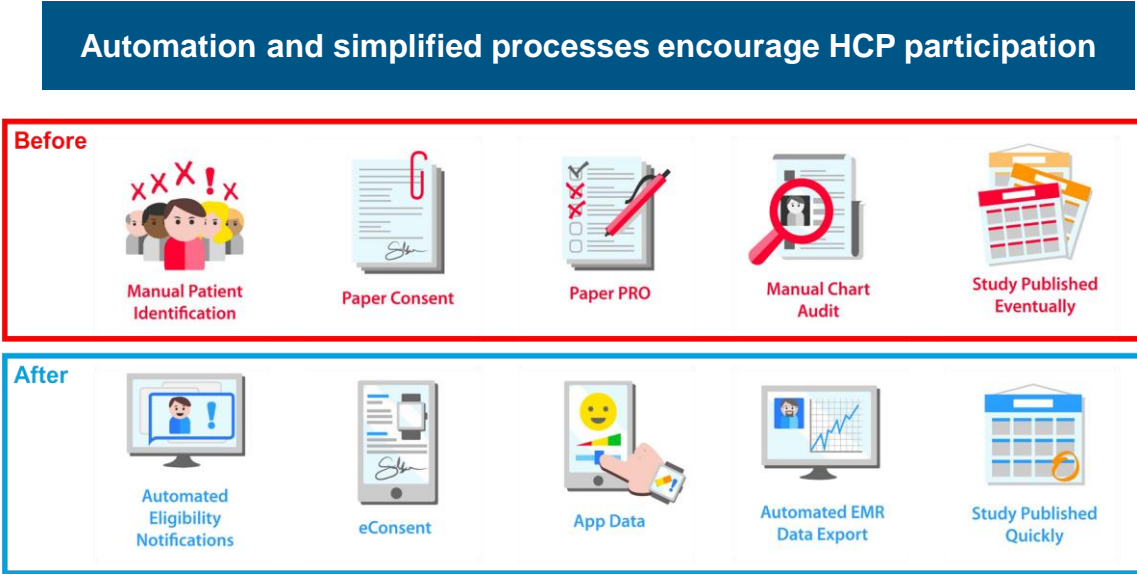 Automation and simplified processes encourage HCP participation
Before
Manual Patient
Identification
Paper Consent
Paper PRO
Manual Chart
Audit
Study Published
Eventually
After
Automated
Eligibility
Notifications
eConsent
App Data
Automated EMR
Data Export
Study Published
Quickly